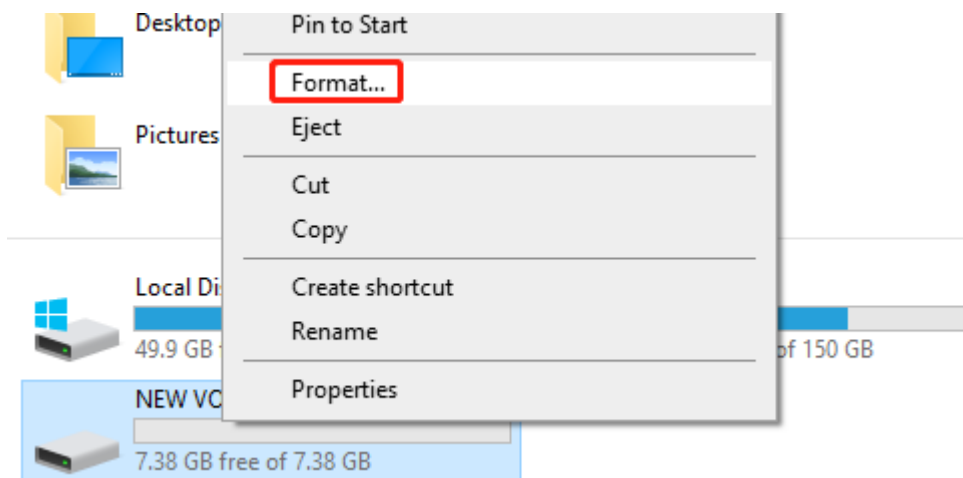 Desktop
Pictures
Pin to Start
Format...
Eject
Cut
Copy
Create shortcut
Rename
Properties
Local Di
49.9 GB
of 150 GB
NEW VO
7.38 GB free of 7.38 GB